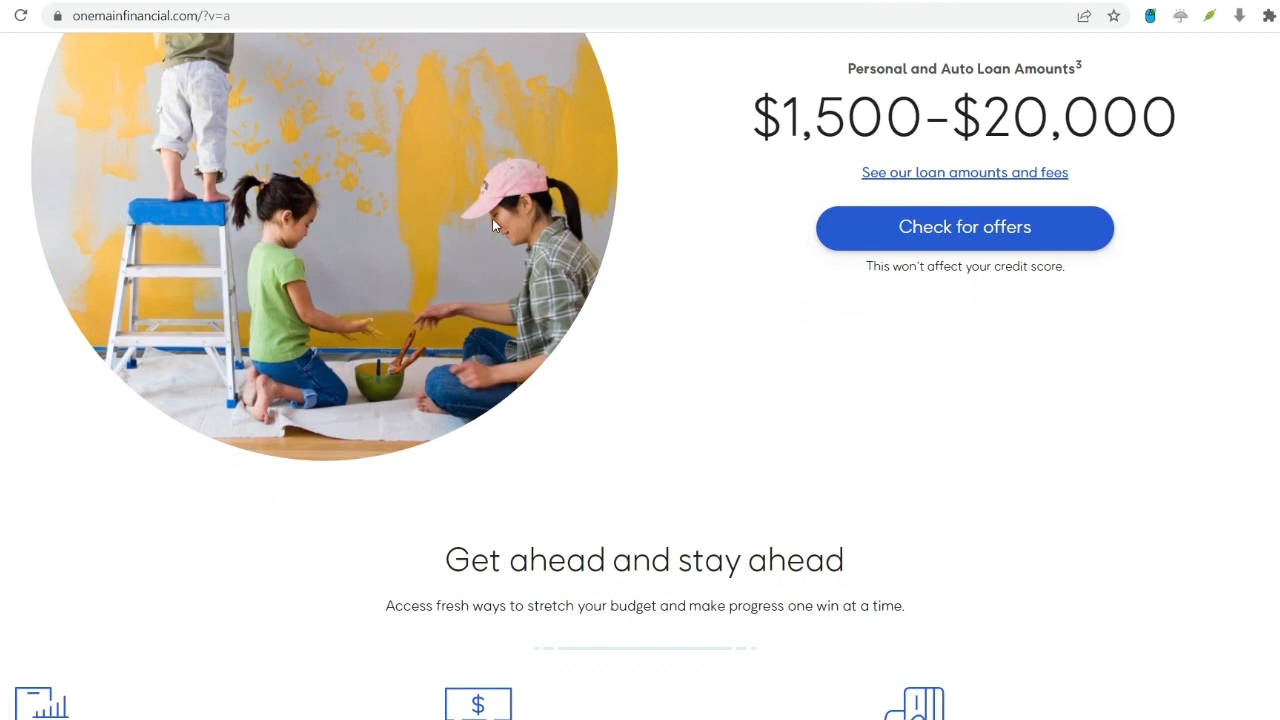 onemainfinancial.com/?v=a
Personal and Auto Loan Amounts³
$1,500–$20,000
See our loan amounts and fees
Check for offers
This won't affect your credit score.
Get ahead and stay ahead
Access fresh ways to stretch your budget and make progress one win at a time.
$